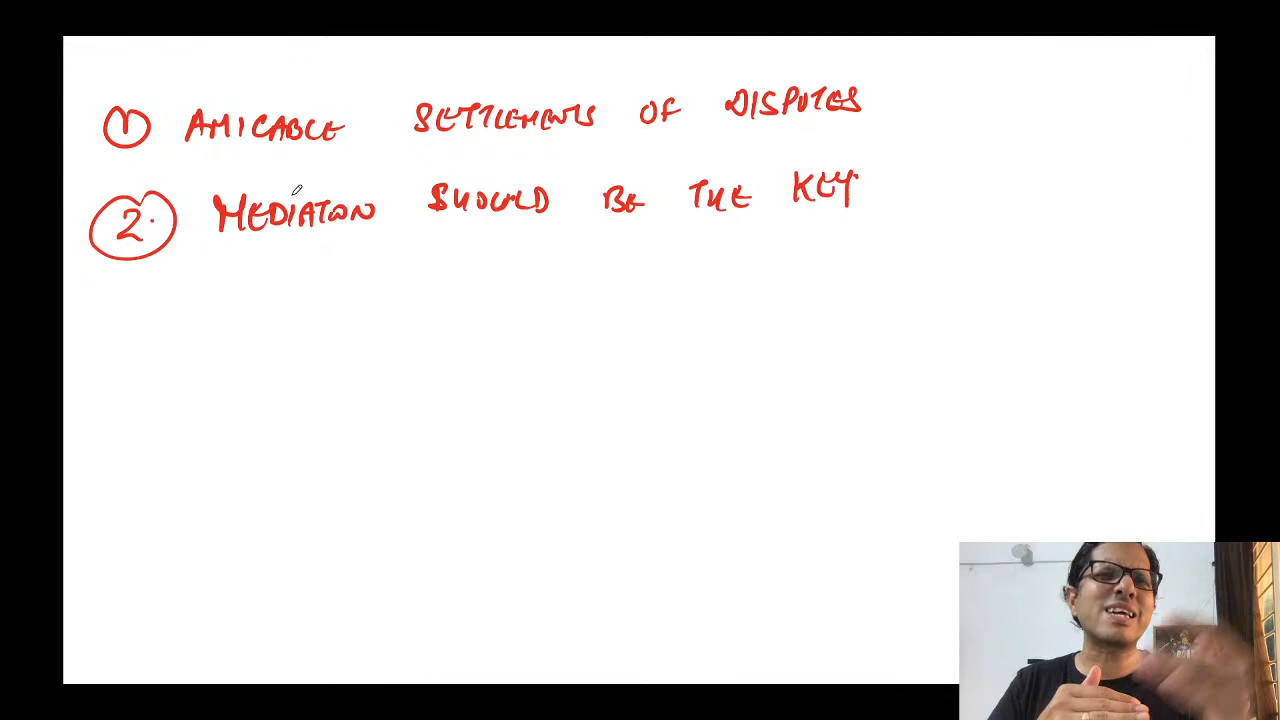 1 AMICABLE SETTLEMENTS OF DISPUTES
2. MEDIATION SHOULD BE THE KEY